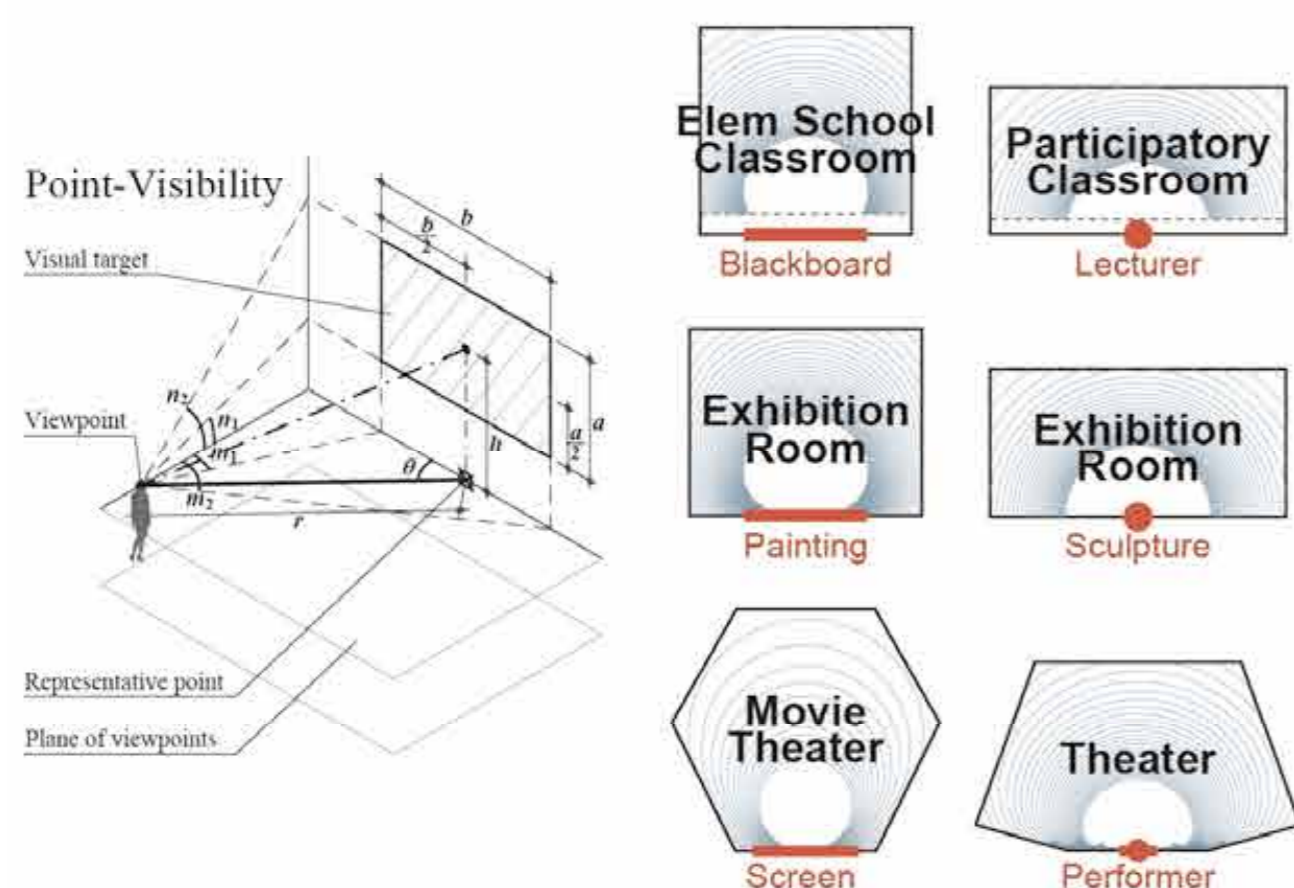 Point-Visibility
Visual target
Viewpoint
Representative point
Plane of viewpoints
b
b/2
a
a/2
h
n2
n1
m1
m2
θ
r
Elem School
Classroom
Blackboard
Participatory
Classroom
Lecturer
Exhibition
Room
Painting
Exhibition
Room
Sculpture
Movie
Theater
Screen
Theater
Performer